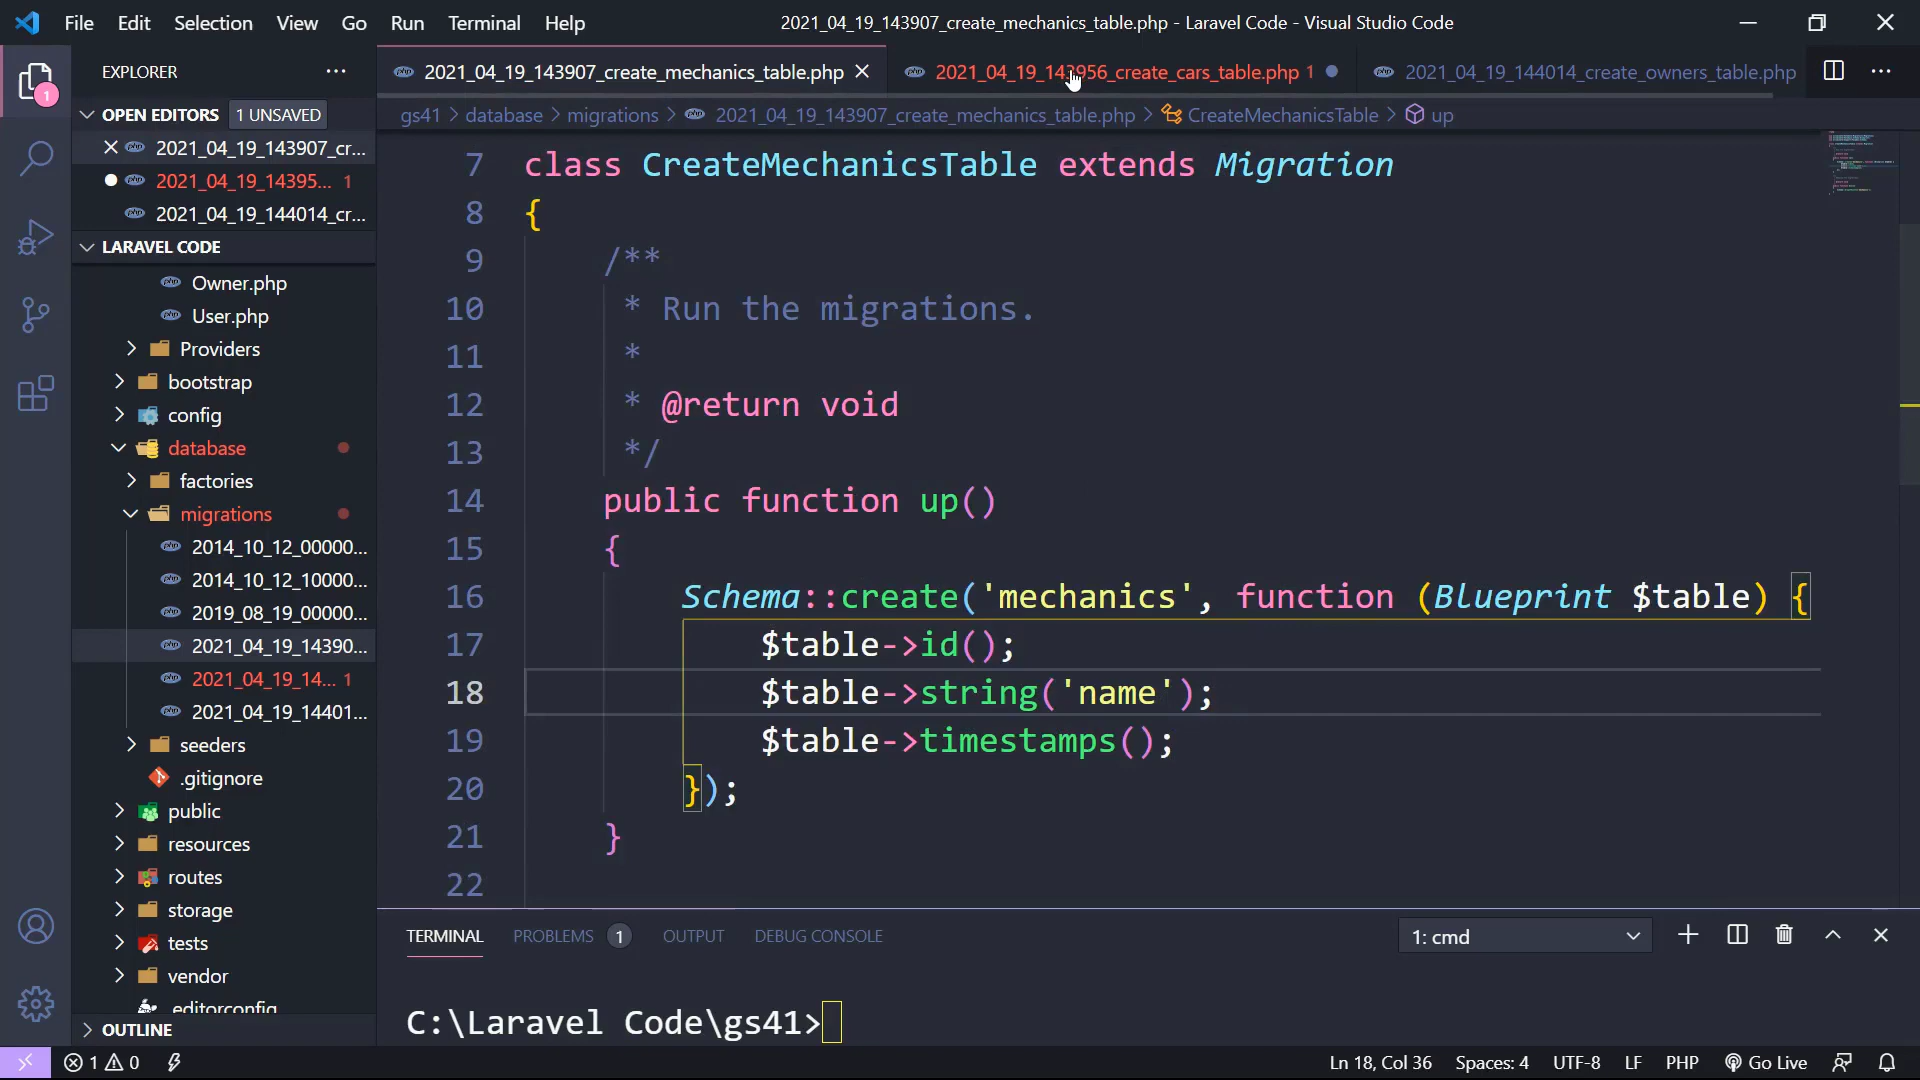 File Edit Selection View Go Run Terminal Help
2021_04_19_143907_create_mechanics_table.php - Laravel Code - Visual Studio Code
EXPLORER
1
OPEN EDITORS 1 UNSAVED
2021_04_19_143907_cr...
2021_04_19_14395... 1
2021_04_19_144014_cr...
LARAVEL CODE
Owner.php
User.php
Providers
bootstrap
config
database
factories
migrations
2014_10_12_00000...
2014_10_12_10000...
2019_08_19_00000...
2021_04_19_14390...
2021_04_19_14... 1
2021_04_19_14401...
seeders
.gitignore
public
resources
routes
storage
tests
vendor
.editorconfig
OUTLINE
2021_04_19_143907_create_mechanics_table.php
2021_04_19_143956_create_cars_table.php 1
2021_04_19_144014_create_owners_table.php
gs41 > database > migrations > 2021_04_19_143907_create_mechanics_table.php > CreateMechanicsTable > up
7 class CreateMechanicsTable extends Migration
8 {
9 /**
10 * Run the migrations.
11 *
12 * @return void
13 */
14 public function up()
15 {
16 Schema::create('mechanics', function (Blueprint $table) {
17 $table->id();
18 $table->string('name');
19 $table->timestamps();
20 });
21 }
22
TERMINAL PROBLEMS 1 OUTPUT DEBUG CONSOLE
1: cmd
C:\Laravel Code\gs41>
1 0
Ln 18, Col 36 Spaces: 4 UTF-8 LF PHP Go Live